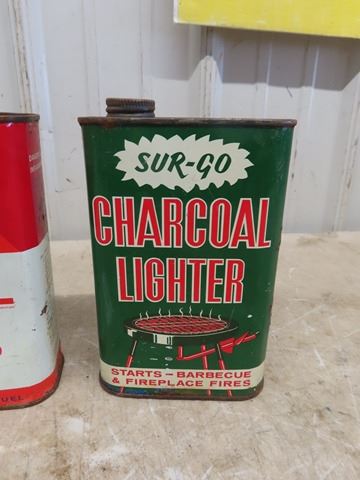 SUR-GO
CHARCOAL
LIGHTER
STARTS - BARBECUE
& FIREPLACE FIRES